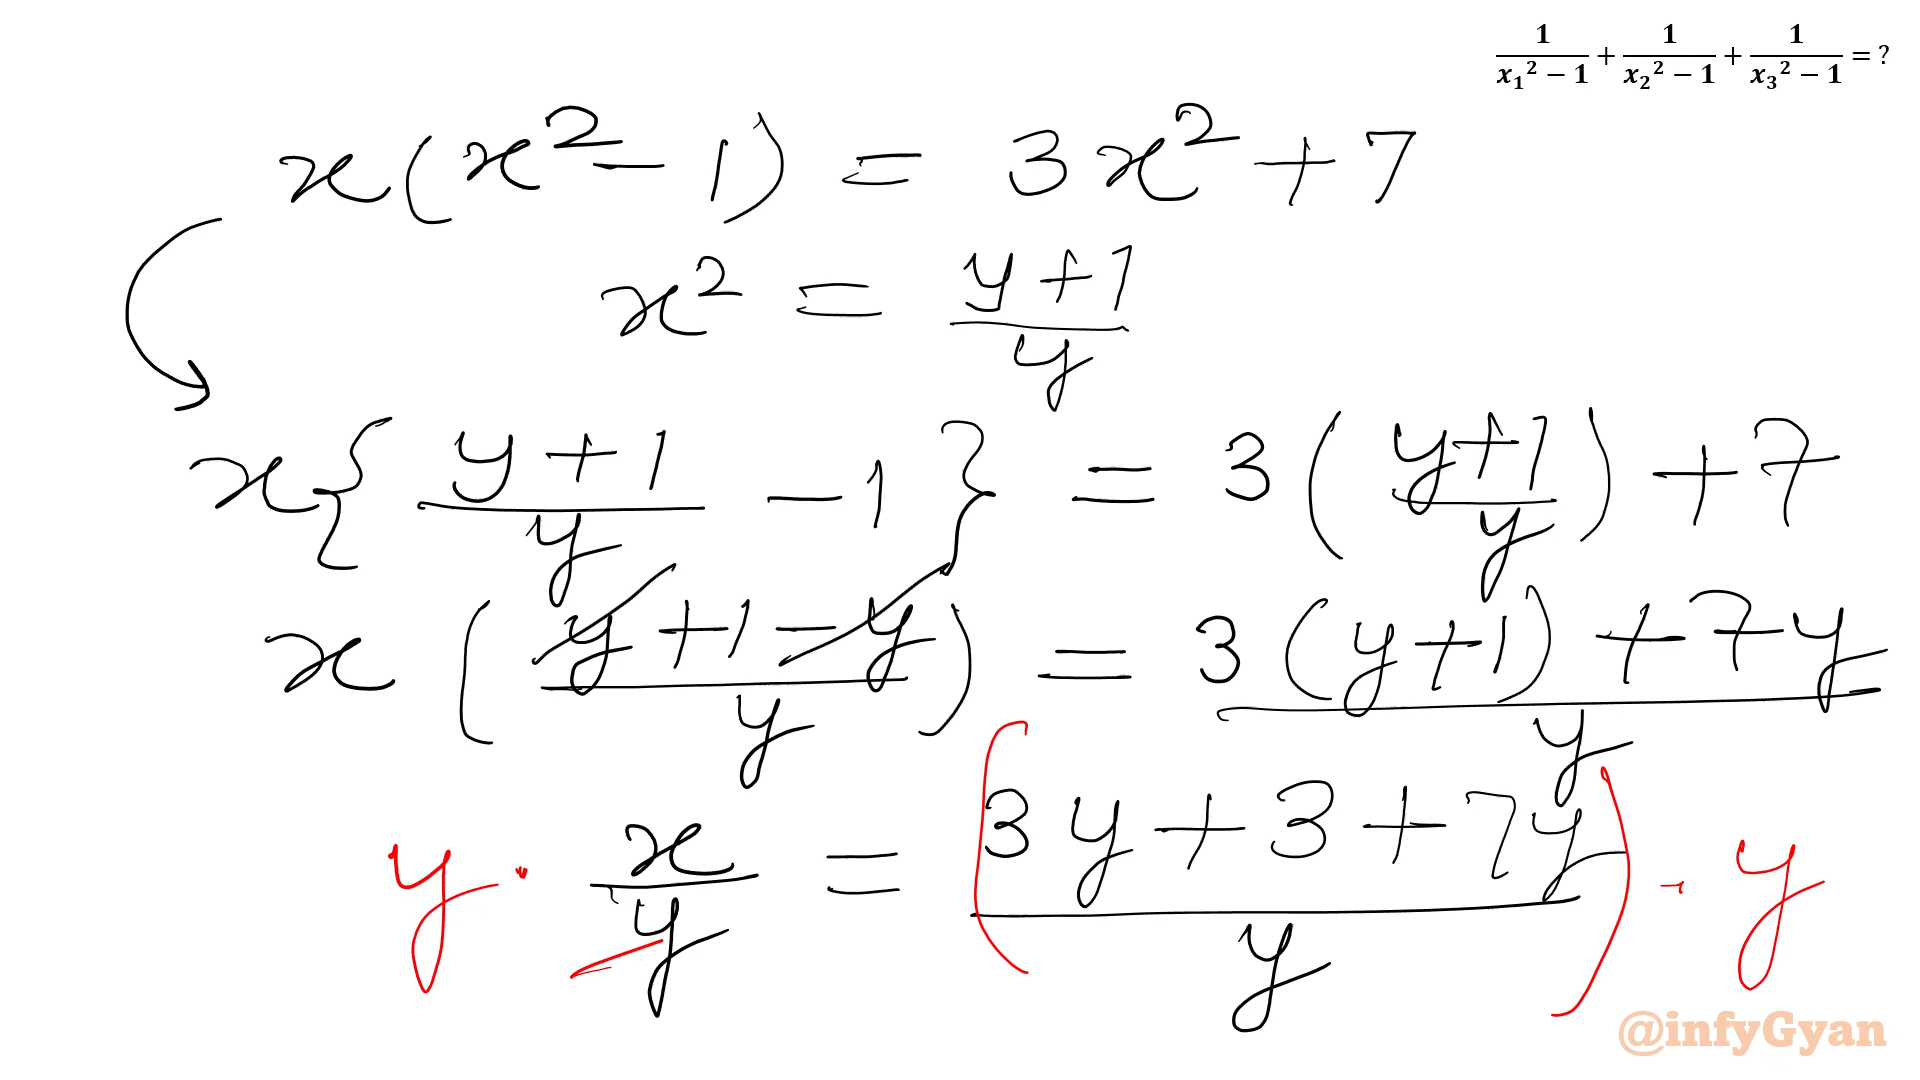 1/(x₁² − 1) + 1/(x₂² − 1) + 1/(x₃² − 1) = ?
x(x² − 1) = 3x² + 7
x² = (y+1)/y
x{(y+1)/y − 1} = 3((y+1)/y) + 7
x((y+1−y)/y) = (3(y+1)+7y)/y
y · x/y = ((3y+3+7y)/y) · y
@infyGyan